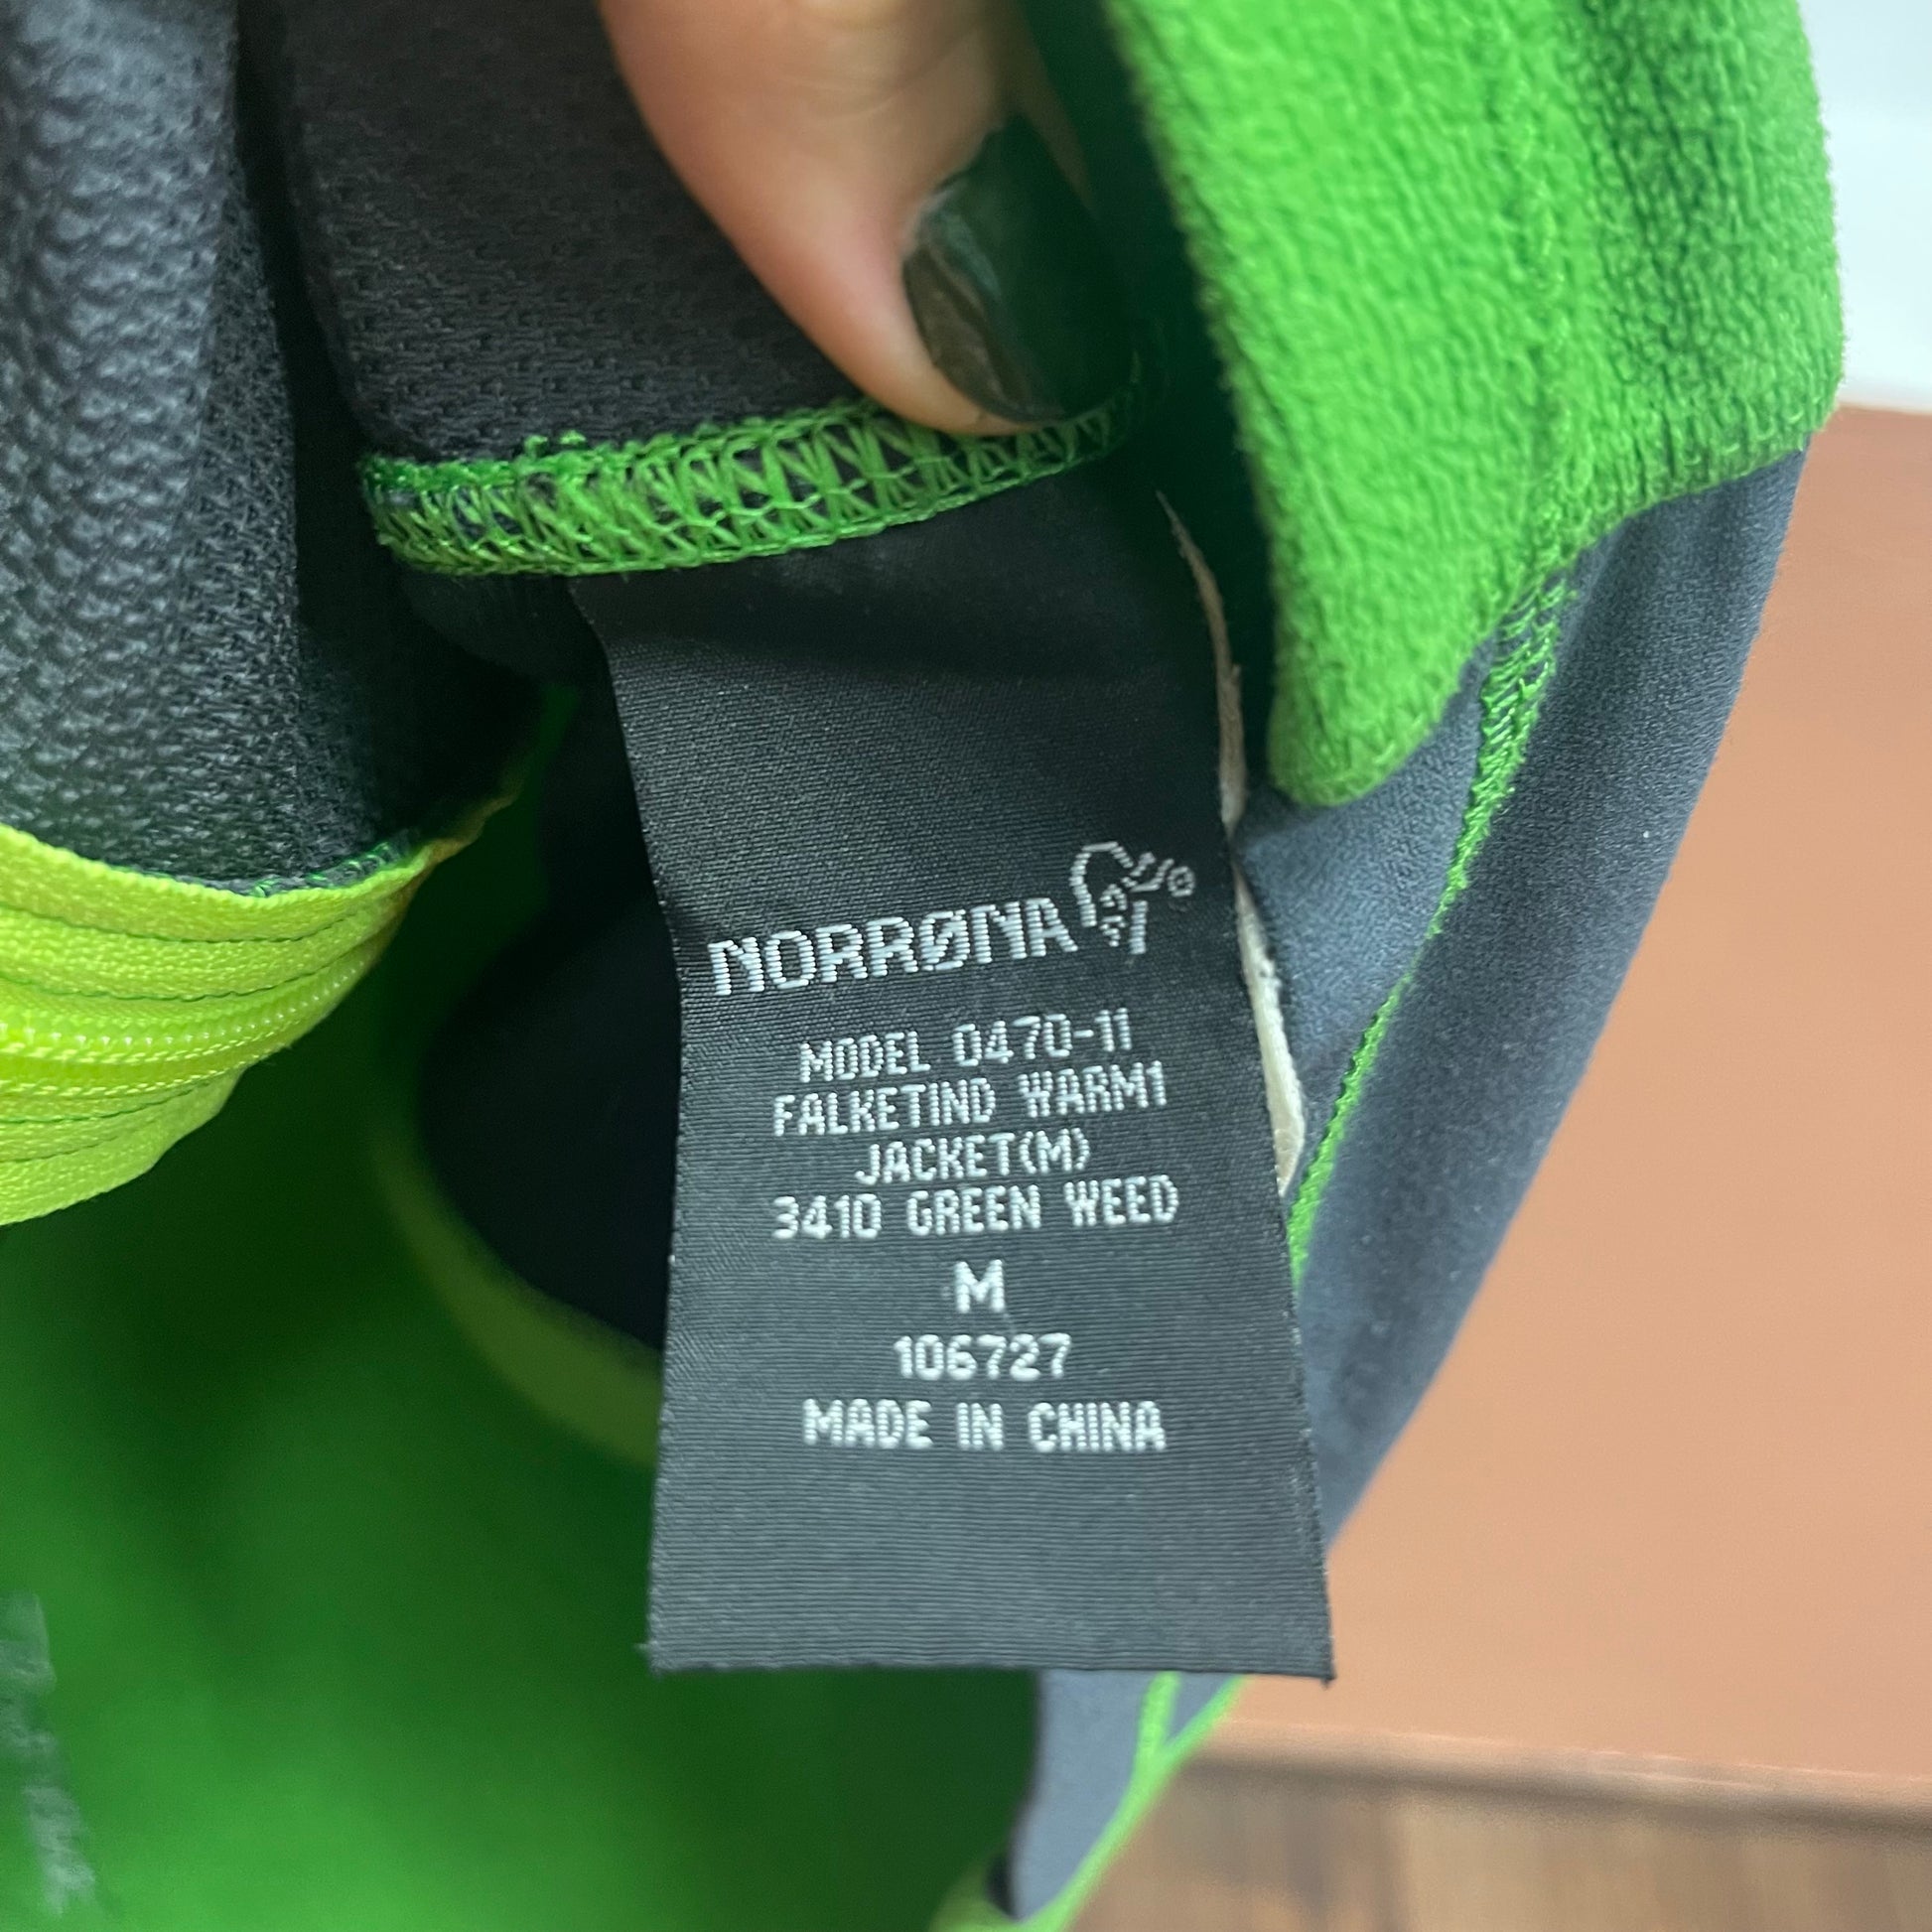 NORRØNA
MODEL 0470-11
FALKETIND WARM1
JACKET(M)
3410 GREEN WEED
M
106727
MADE IN CHINA